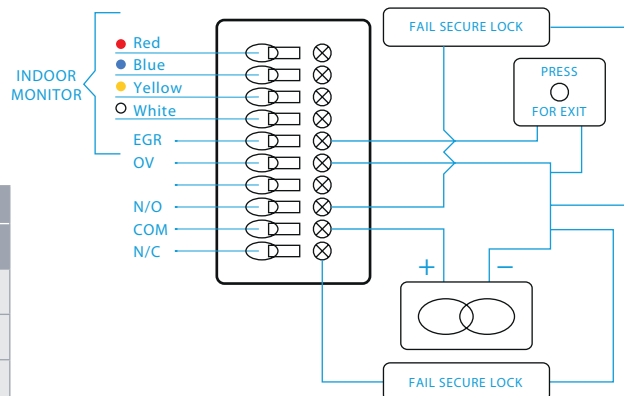 FAIL SECURE LOCK
Red
Blue
Yellow
White
INDOOR
MONITOR
EGR
OV
N/O
COM
N/C
PRESS
FOR EXIT
+ −
FAIL SECURE LOCK